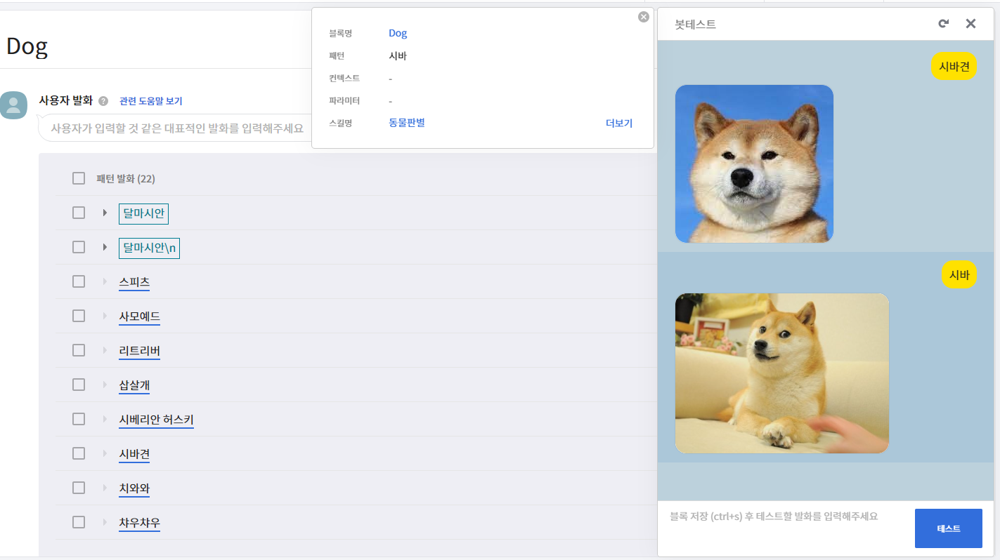 Dog
사용자 발화 ? 관련 도움말 보기
사용자가 입력할 것 같은 대표적인 발화를 입력해주세요
패턴 발화 (22)
달마시안
달마시안\n
스피츠
사모예드
리트리버
삽살개
시베리안 허스키
시바견
치와와
챠우챠우
블록명 Dog
패턴 시바
컨텍스트 -
파라미터 -
스킬명 동물판별 더보기
봇테스트
시바견
시바
블록 저장 (ctrl+s) 후 테스트할 발화를 입력해주세요
테스트